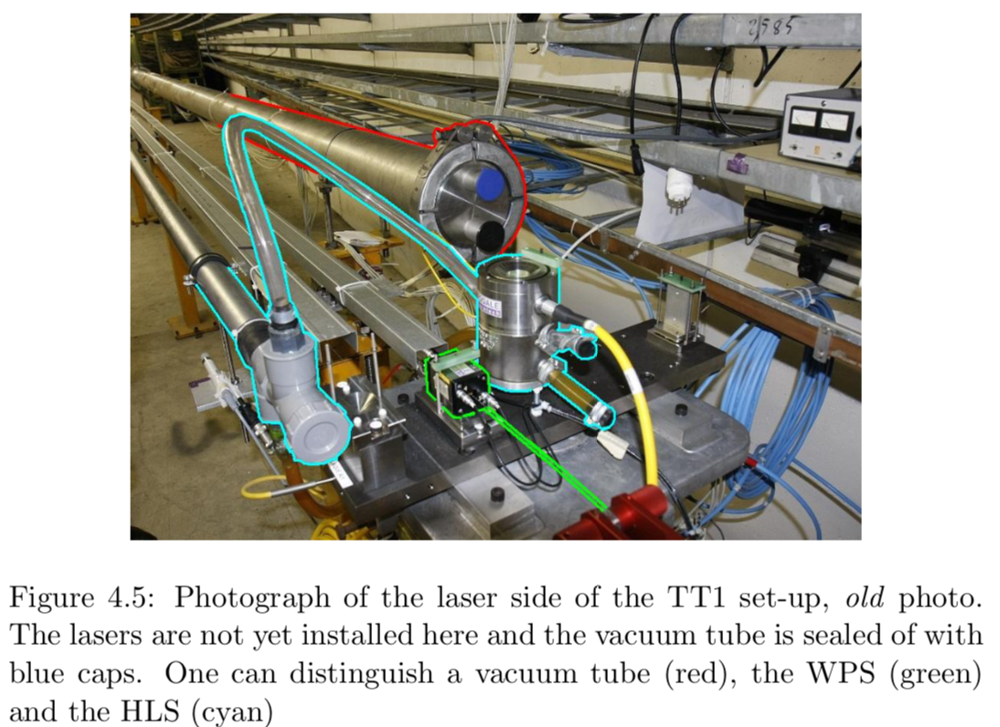 2,585
Figure 4.5: Photograph of the laser side of the TT1 set-up, old photo.
The lasers are not yet installed here and the vacuum tube is sealed of with
blue caps. One can distinguish a vacuum tube (red), the WPS (green)
and the HLS (cyan)